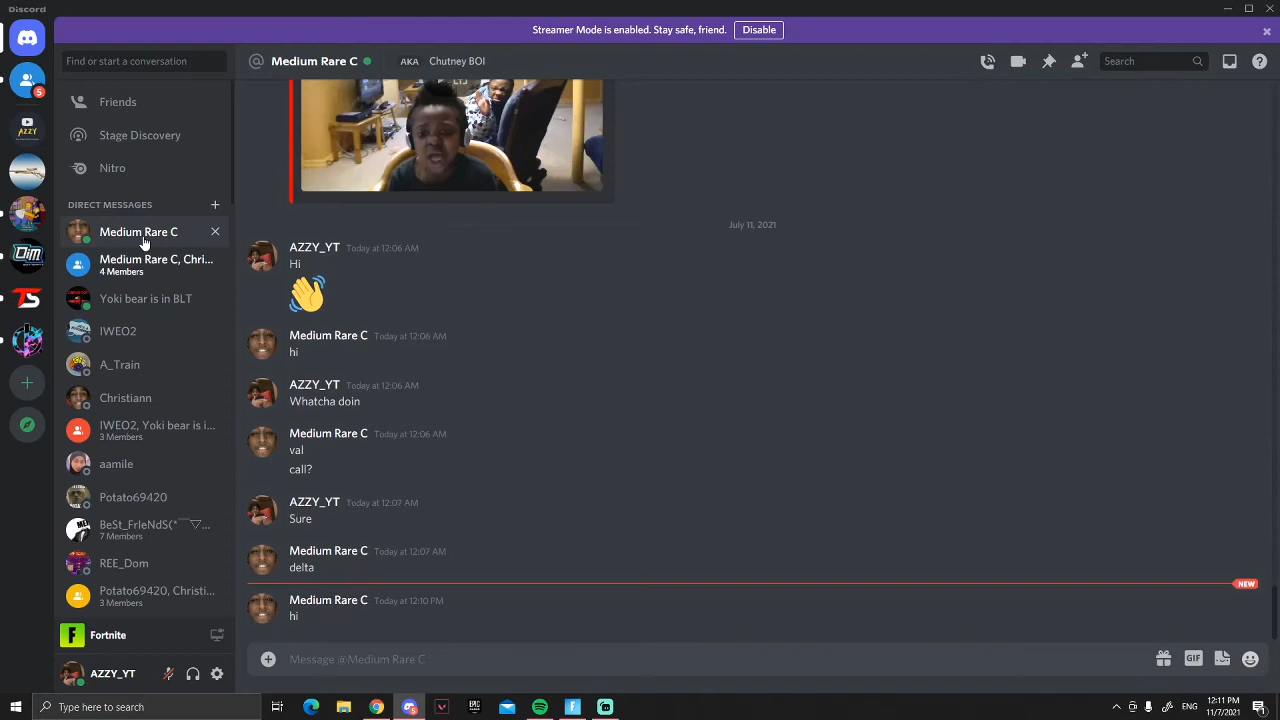 Discord
Streamer Mode is enabled. Stay safe, friend. Disable
Find or start a conversation
Medium Rare C AKA Chutney BOI
Search
Friends
Stage Discovery
Nitro
DIRECT MESSAGES
Medium Rare C
Medium Rare C, Chri...
4 Members
Yoki bear is in BLT
IWEO2
A_Train
Christiann
IWEO2, Yoki bear is i...
3 Members
aamile
Potato69420
BeSt_FrIeNdS(*¯︶¯▽...
7 Members
REE_Dom
Potato69420, Christi...
3 Members
Fortnite
AZZY_YT
5
AZZY
OIM
TS
July 11, 2021
AZZY_YT Today at 12:06 AM
Hi
Medium Rare C Today at 12:06 AM
hi
AZZY_YT Today at 12:06 AM
Whatcha doin
Medium Rare C Today at 12:06 AM
val
call?
AZZY_YT Today at 12:07 AM
Sure
Medium Rare C Today at 12:07 AM
delta
NEW
Medium Rare C Today at 12:10 PM
hi
Message @Medium Rare C
GIF
Type here to search
EPIC
12:11 PM
11/7/2021